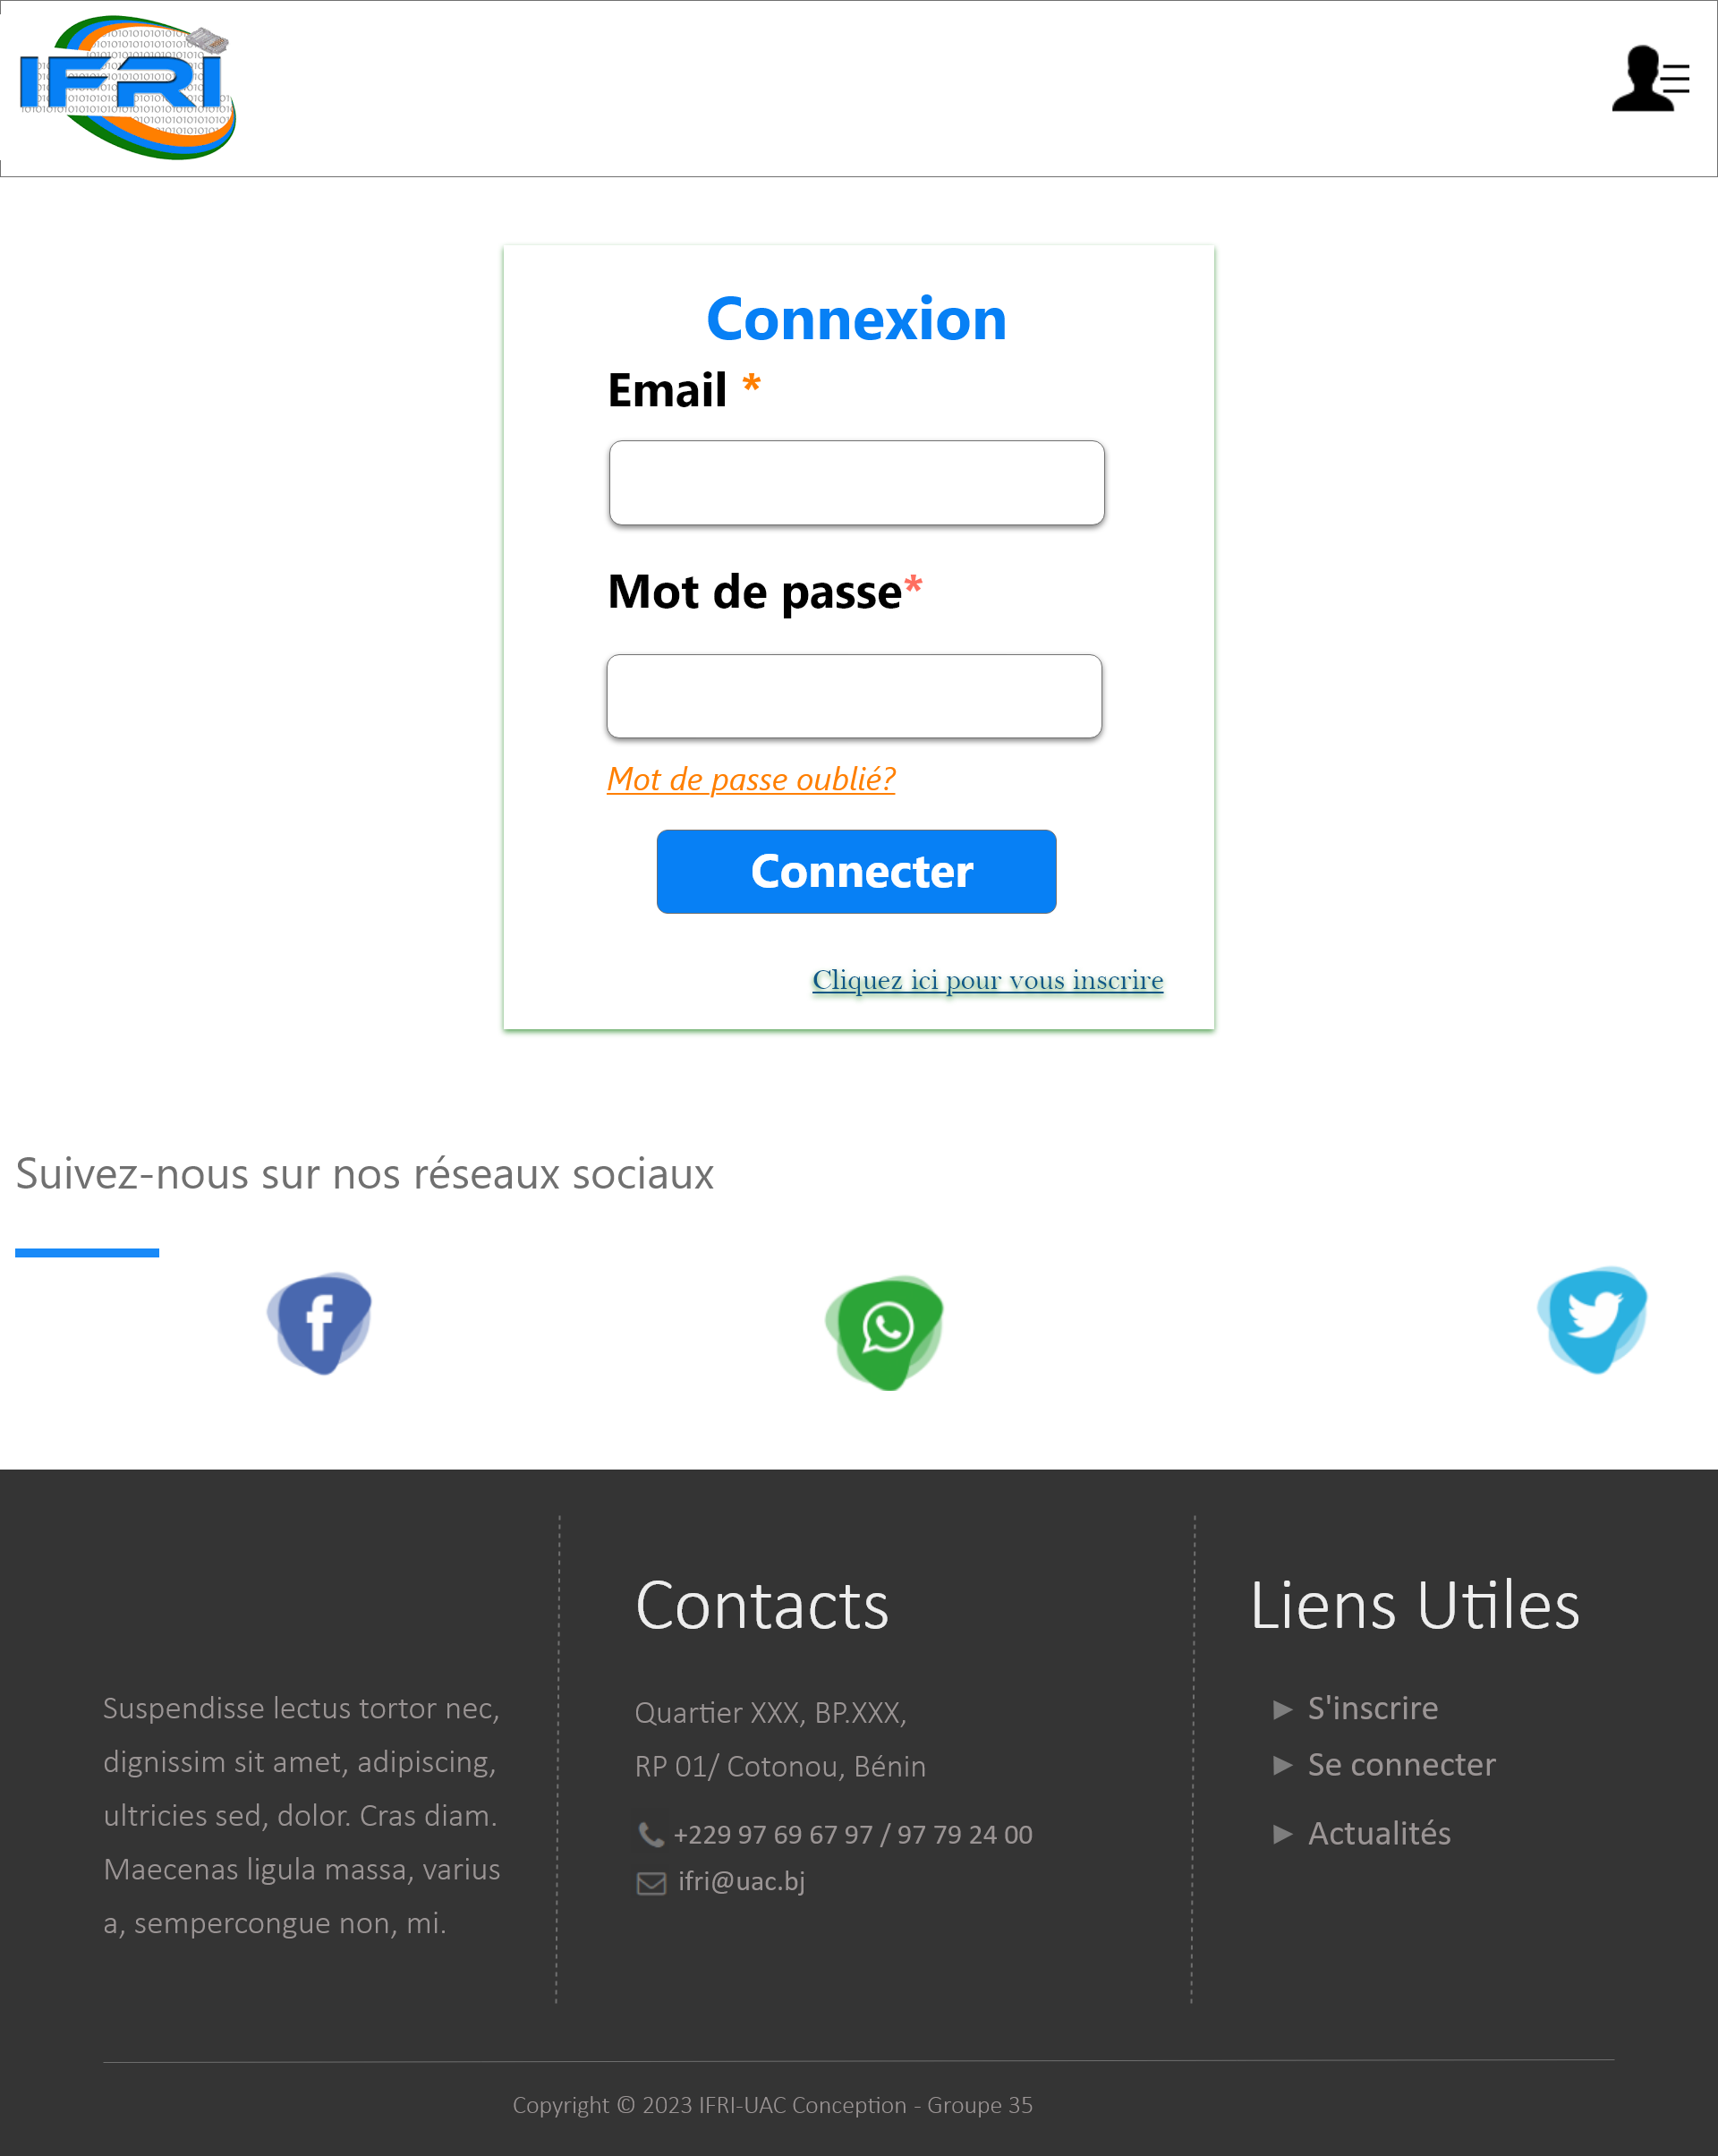 IFRI
Connexion
Email *
Mot de passe*
Mot de passe oublié?
Connecter
Cliquez ici pour vous inscrire
Suivez-nous sur nos réseaux sociaux
Suspendisse lectus tortor nec,
dignissim sit amet, adipiscing,
ultricies sed, dolor. Cras diam.
Maecenas ligula massa, varius
a, sempercongue non, mi.
Contacts
Quartier XXX, BP.XXX,
RP 01/ Cotonou, Bénin
+229 97 69 67 97 / 97 79 24 00
ifri@uac.bj
Liens Utiles
► S'inscrire
► Se connecter
► Actualités
Copyright © 2023 IFRI-UAC Conception - Groupe 35